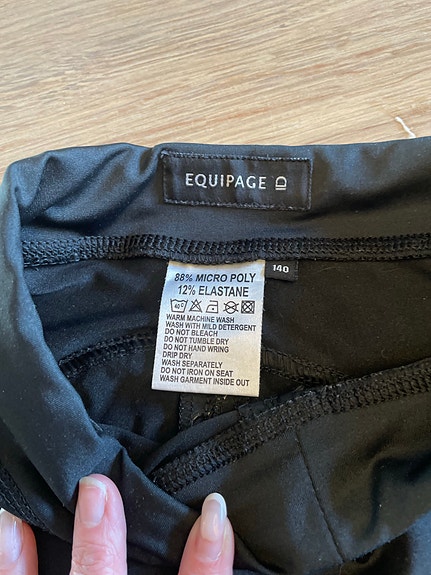 EQUIPAGE
140
88% MICRO POLY
12% ELASTANE
40°
WARM MACHINE WASH
WASH WITH MILD DETERGENT
DO NOT BLEACH
DO NOT TUMBLE DRY
DO NOT HAND WRING
DRIP DRY
WASH SEPARATELY
DO NOT IRON ON SEAT
WASH GARMENT INSIDE OUT